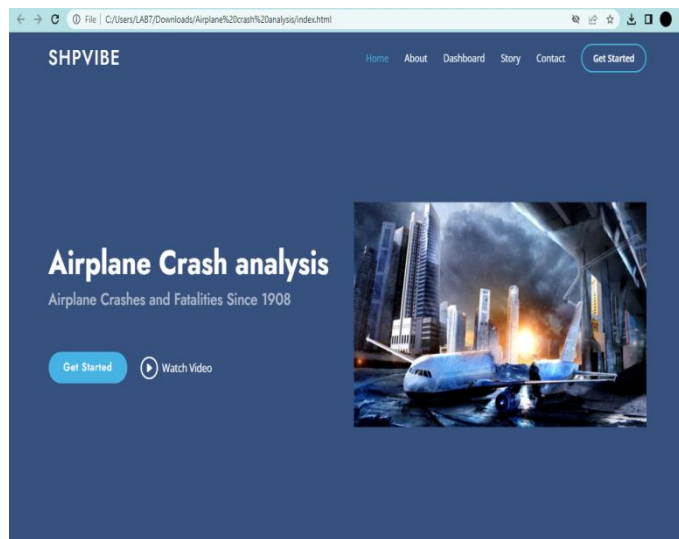 File C:/Users/LAB7/Downloads/Airplane%20crash%20analysis/index.html
SHPVIBE
Home About Dashboard Story Contact Get Started
Airplane Crash analysis
Airplane Crashes and Fatalities Since 1908
Get Started Watch Video